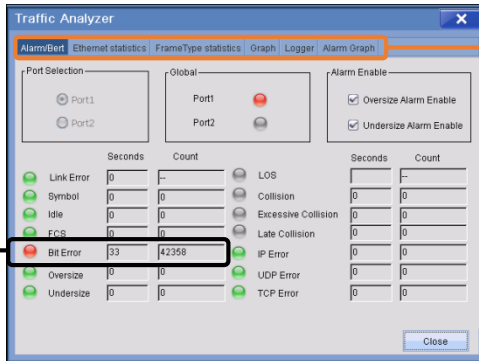 Traffic Analyzer
X
Alarm/Bert Ethernet statistics FrameType statistics Graph Logger Alarm Graph
Port Selection Global Alarm Enable
Port1 Port1 Oversize Alarm Enable
Port2 Port2 Undersize Alarm Enable
Seconds Count Seconds Count
Link Error 0 -- LOS --
Symbol 0 0 Collision 0 0
Idle 0 0 Excessive Collision 0 0
FCS 0 0 Late Collision 0 0
Bit Error 33 42358 IP Error 0 0
Oversize 0 0 UDP Error 0 0
Undersize 0 0 TCP Error 0 0
Close